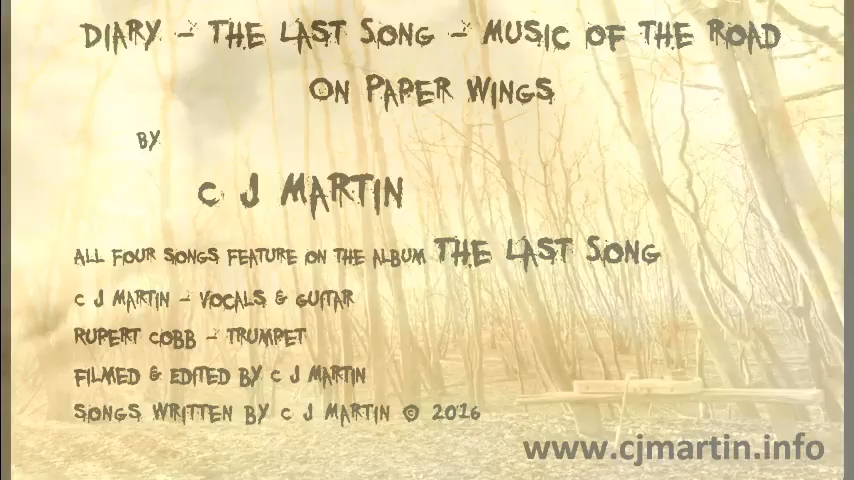 DIARY - THE LAST SONG - MUSIC OF THE ROAD
ON PAPER WINGS
BY
C J MARTIN
ALL FOUR SONGS FEATURE ON THE ALBUM THE LAST SONG
C J MARTIN - VOCALS & GUITAR
RUPERT COBB - TRUMPET
FILMED & EDITED BY C J MARTIN
SONGS WRITTEN BY C J MARTIN © 2016
www.cjmartin.info